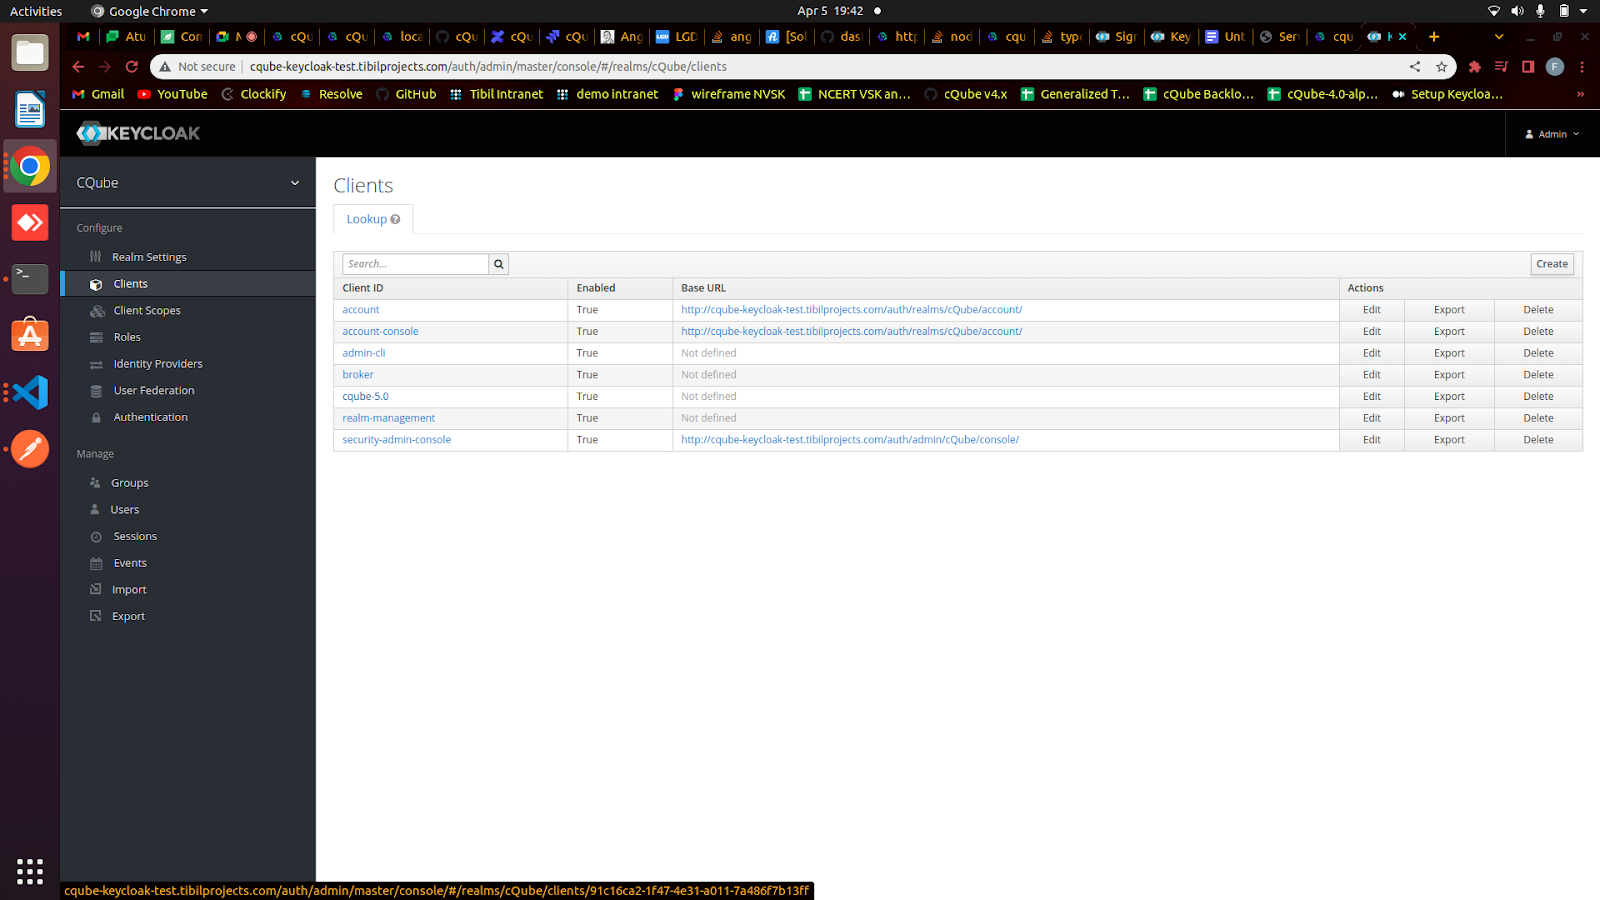 Activities
Google Chrome
Apr 5 19:42
Atu
Con
M
cQu
cQu
loca
cQu
cQu
cQu
Ang
LGD
LGD
ang
[Sol
das
http
nod
cqu
type
Sign
Key
Unt
Ser
cqu
K
Not secure
cqube-keycloak-test.tibilprojects.com/auth/admin/master/console/#/realms/cQube/clients
F
Gmail
YouTube
Clockify
Resolve
GitHub
Tibil Intranet
demo intranet
wireframe NVSK
NCERT VSK an...
cQube v4.x
Generalized T...
cQube Backlo...
cQube-4.0-alp...
Setup Keycloa...
»
KEYCLOAK
Admin
CQube
Configure
Realm Settings
Clients
Client Scopes
Roles
Identity Providers
User Federation
Authentication
Manage
Groups
Users
Sessions
Events
Import
Export
Clients
Lookup
Search...
Create
Client ID Enabled Base URL Actions
account True http://cqube-keycloak-test.tibilprojects.com/auth/realms/cQube/account/ Edit Export Delete
account-console True http://cqube-keycloak-test.tibilprojects.com/auth/realms/cQube/account/ Edit Export Delete
admin-cli True Not defined Edit Export Delete
broker True Not defined Edit Export Delete
cqube-5.0 True Not defined Edit Export Delete
realm-management True Not defined Edit Export Delete
security-admin-console True http://cqube-keycloak-test.tibilprojects.com/auth/admin/cQube/console/ Edit Export Delete
cqube-keycloak-test.tibilprojects.com/auth/admin/master/console/#/realms/cQube/clients/91c16ca2-1f47-4e31-a011-7a486f7b13ff